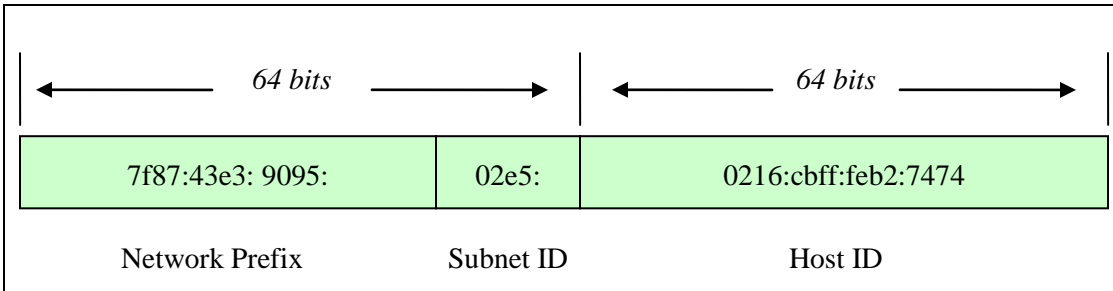 64 bits 64 bits
7f87:43e3: 9095: 02e5: 0216:cbff:feb2:7474
Network Prefix Subnet ID Host ID